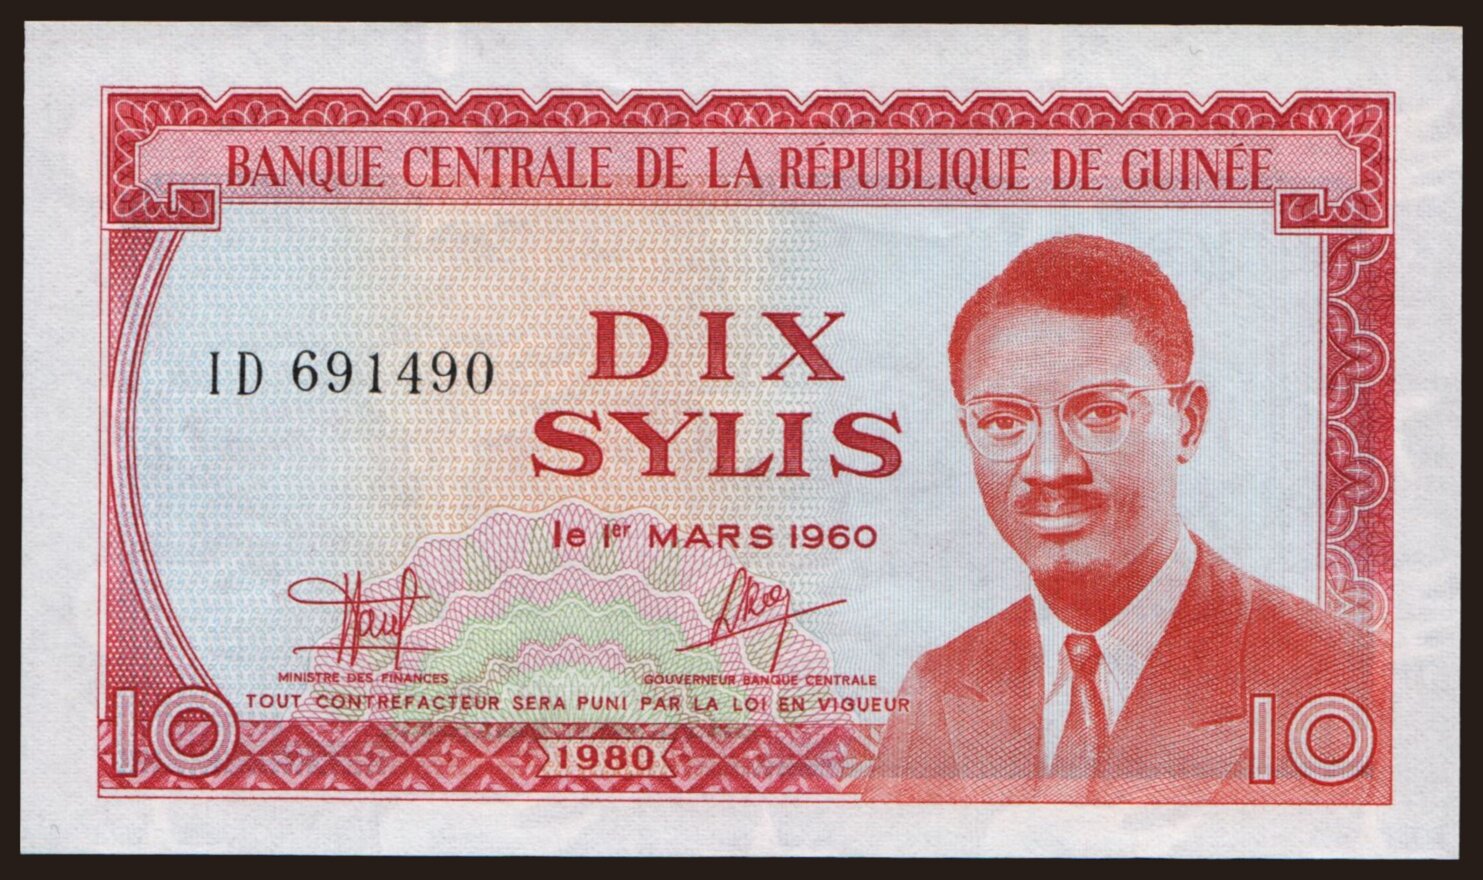 BANQUE CENTRALE DE LA RÉPUBLIQUE DE GUINÉE
ID 691490
DIX
SYLIS
le 1er MARS 1960
MINISTRE DES FINANCES
GOUVERNEUR BANQUE CENTRALE
TOUT CONTREFACTEUR SERA PUNI PAR LA LOI EN VIGUEUR
10
1980
10